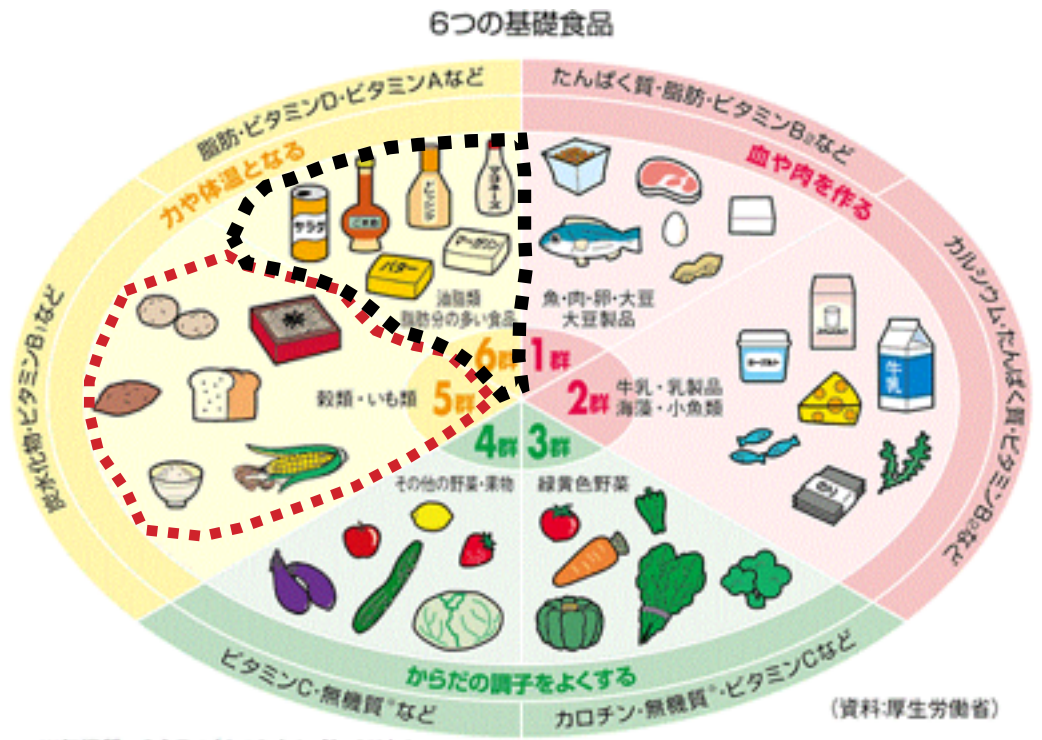 6つの基礎食品
脂肪・ビタミンD・ビタミンAなど
たんぱく質・脂肪・ビタミンB₂など
力や体温となる
血や肉を作る
サラダ
ごま油
マヨネーズ
バター
マーガリン
油脂類
脂肪分の多い食品
魚・肉・卵・大豆
大豆製品
カルシウム・たんぱく質・ビタミンB₂など
炭水化物・ビタミンB₁など
6群
1群
ヨーグルト
牛乳
穀類・いも類
5群
2群
牛乳・乳製品
海藻・小魚類
4群
3群
のり
その他の野菜・果物
緑黄色野菜
からだの調子をよくする
ビタミンC・無機質*など
カロチン・無機質*・ビタミンCなど
(資料:厚生労働省)